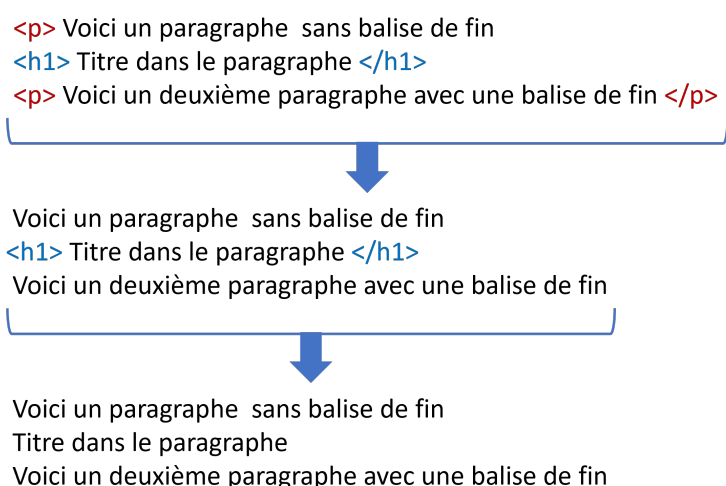 <p> Voici un paragraphe  sans balise de fin
<h1> Titre dans le paragraphe </h1>
<p> Voici un deuxième paragraphe avec une balise de fin </p>
Voici un paragraphe  sans balise de fin
<h1> Titre dans le paragraphe </h1>
Voici un deuxième paragraphe avec une balise de fin
Voici un paragraphe  sans balise de fin
Titre dans le paragraphe
Voici un deuxième paragraphe avec une balise de fin